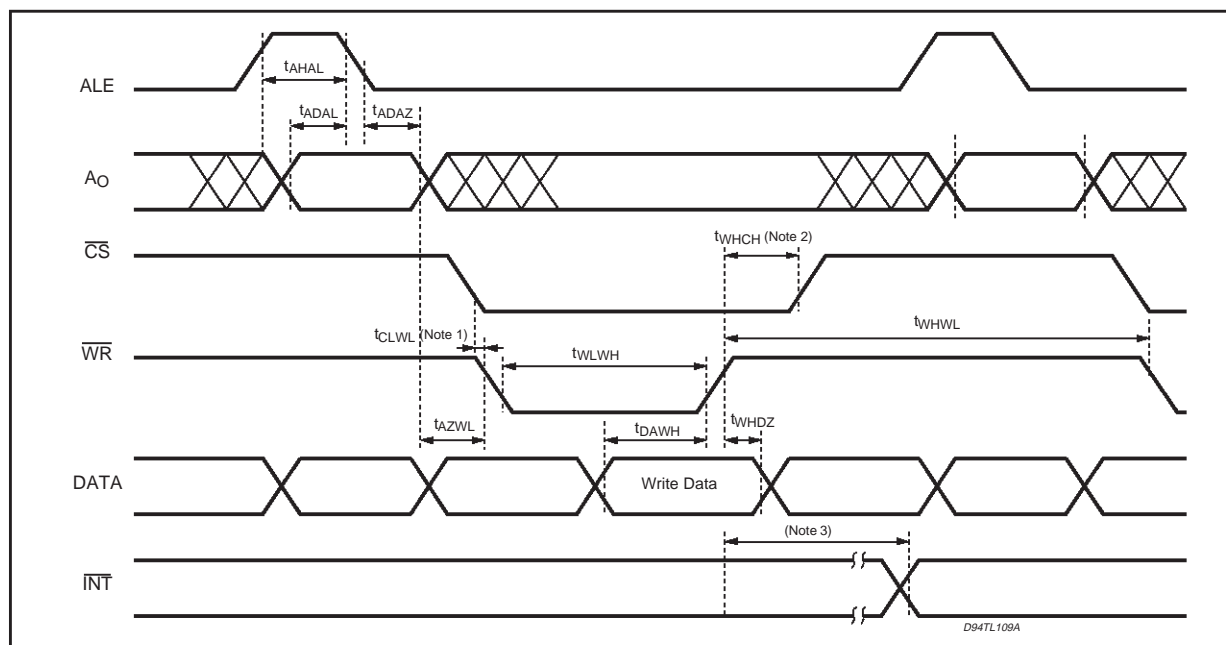 ALE
tAHAL
tADAL
tADAZ
AO
CS
tWHCH (Note 2)
tCLWL (Note 1)
tWHWL
WR
tWLWH
tAZWL
tDAWH
tWHDZ
DATA
Write Data
(Note 3)
INT
D94TL109A